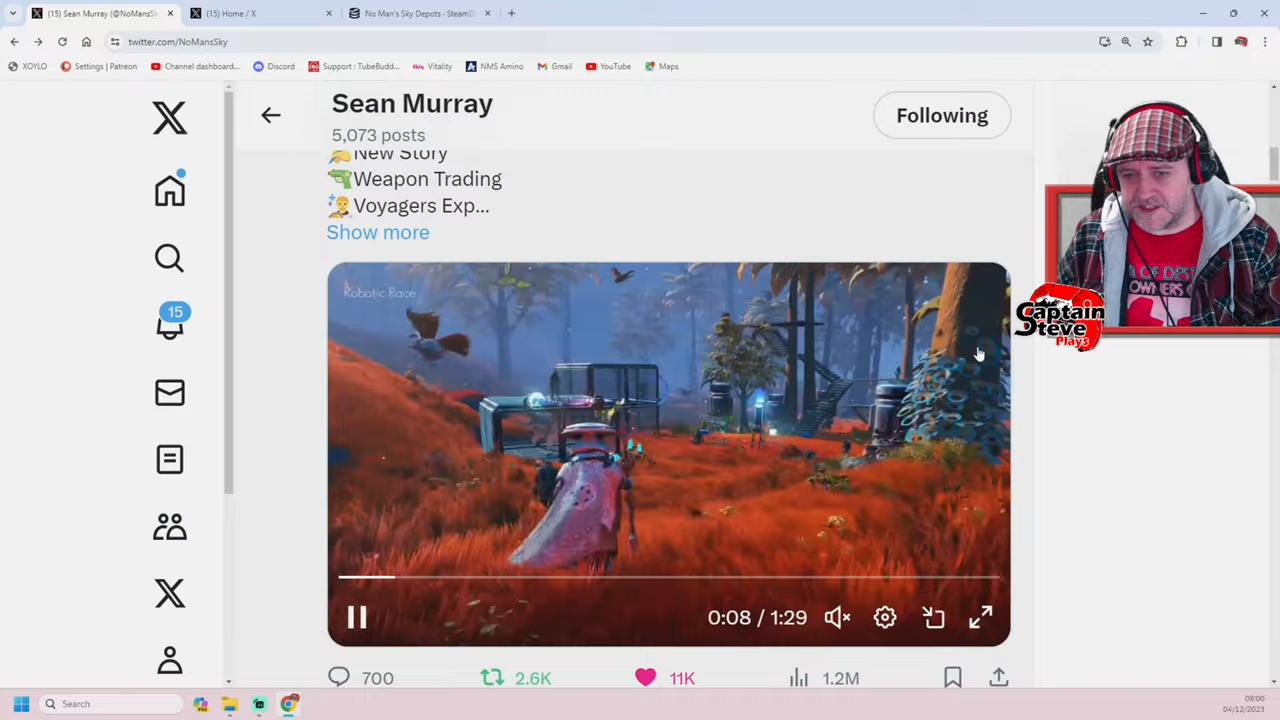 (15) Sean Murray (@NoMansSk
(15) Home / X
No Man's Sky Depots · SteamD
twitter.com/NoMansSky
XOYLO
Settings | Patreon
Channel dashboard...
Discord
Support : TubeBudd...
Vitality
NMS Amino
Gmail
YouTube
Maps
Sean Murray
5,073 posts
Following
New Story
Weapon Trading
Voyagers Exp...
Show more
Robotic Race
15
Captain
Steve
Plays
0:08 / 1:29
700
2.6K
11K
1.2M
Search
09:00
04/12/2023